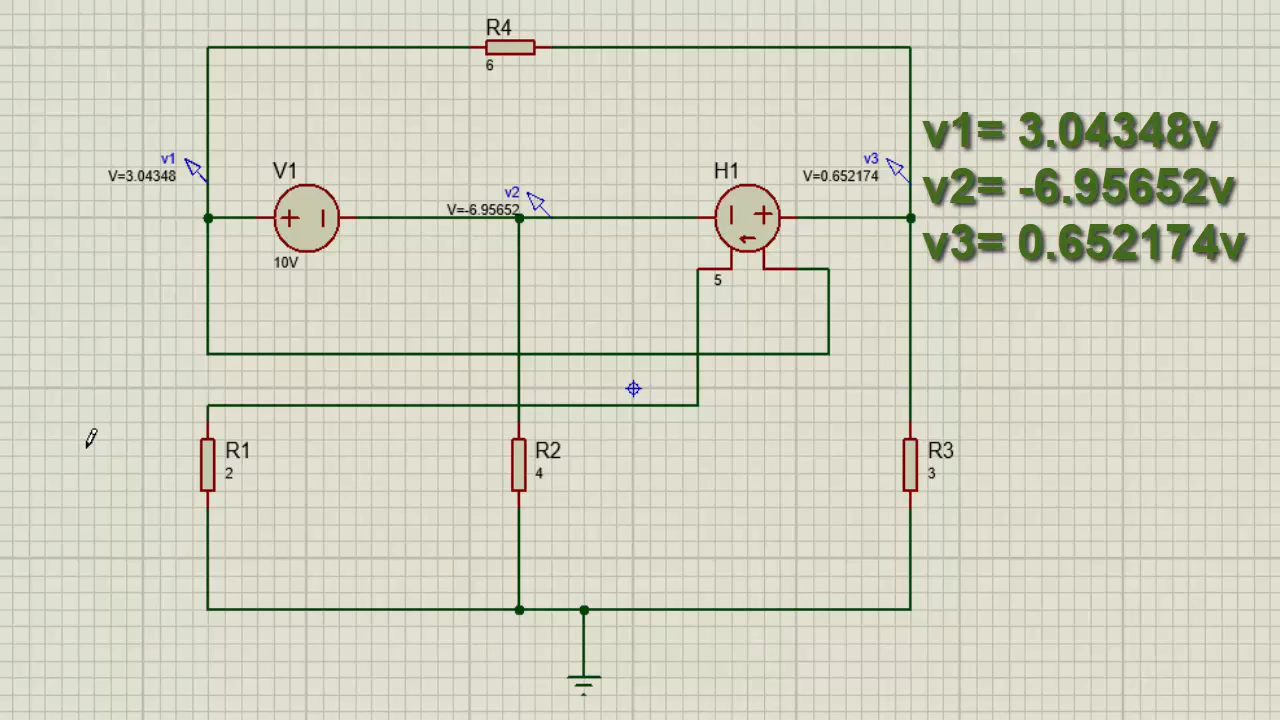 R4
6
v1
V=3.04348
V1
10V
v2
V=-6.95652
H1
5
v3
V=0.652174
v1= 3.04348v
v2= -6.95652v
v3= 0.652174v
R1
2
R2
4
R3
3